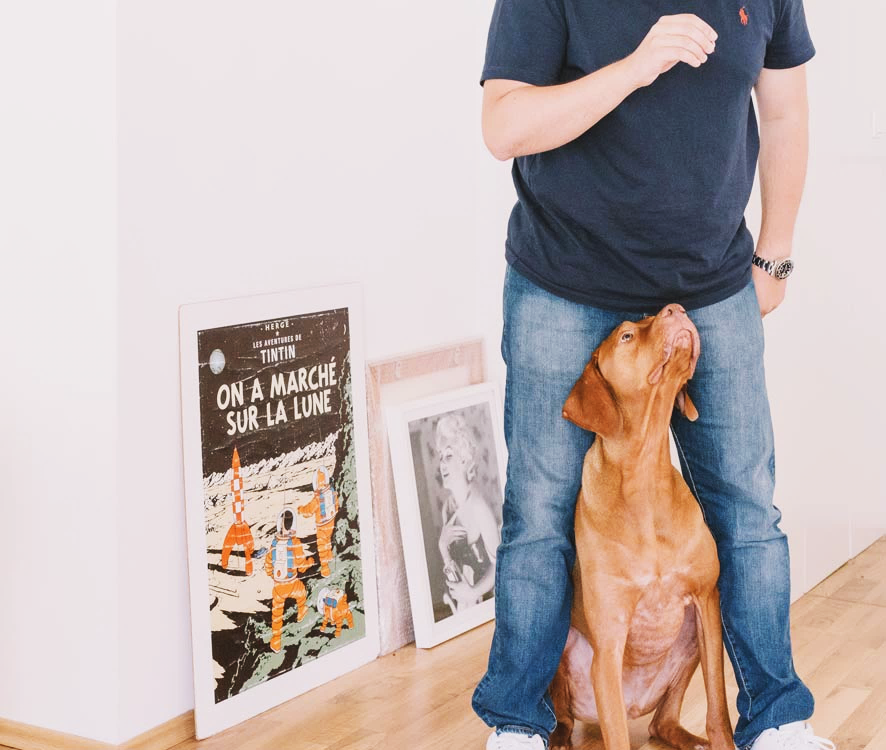 · HERGÉ ·
LES AVENTURES DE
TINTIN
ON A MARCHÉ
SUR LA LUNE